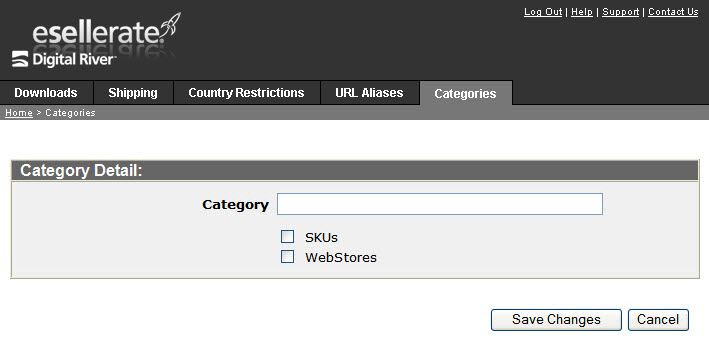 Log Out | Help | Support | Contact Us
esellerate.
Digital River
Downloads Shipping Country Restrictions URL Aliases Categories
Home > Categories
Category Detail:
Category
SKUs
WebStores
Save Changes Cancel